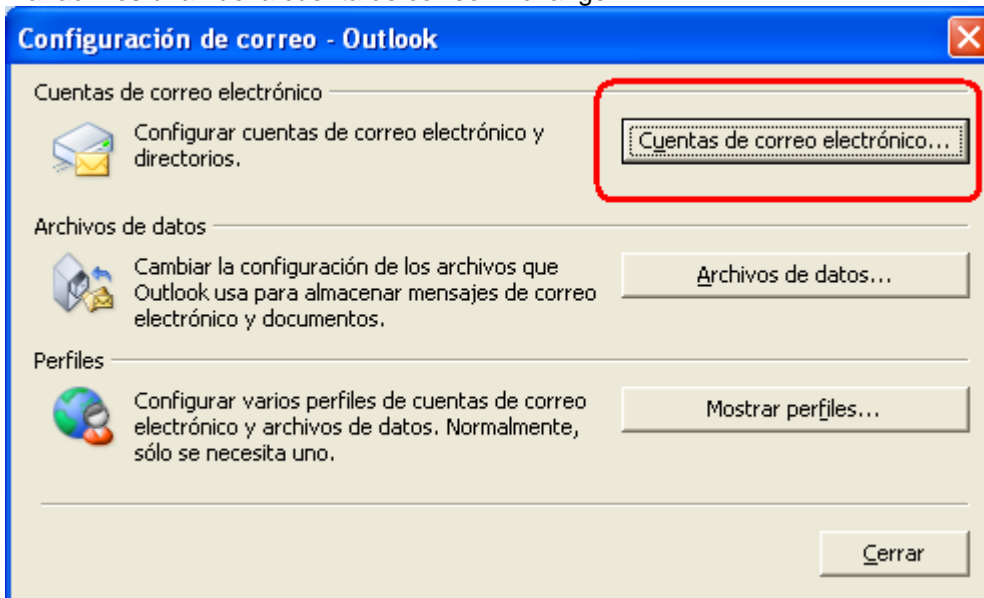 Configuración de correo - Outlook
Cuentas de correo electrónico
Configurar cuentas de correo electrónico y
directorios.
Cuentas de correo electrónico...
Archivos de datos
Cambiar la configuración de los archivos que
Outlook usa para almacenar mensajes de correo
electrónico y documentos.
Archivos de datos...
Perfiles
Configurar varios perfiles de cuentas de correo
electrónico y archivos de datos. Normalmente,
sólo se necesita uno.
Mostrar perfiles...
Cerrar